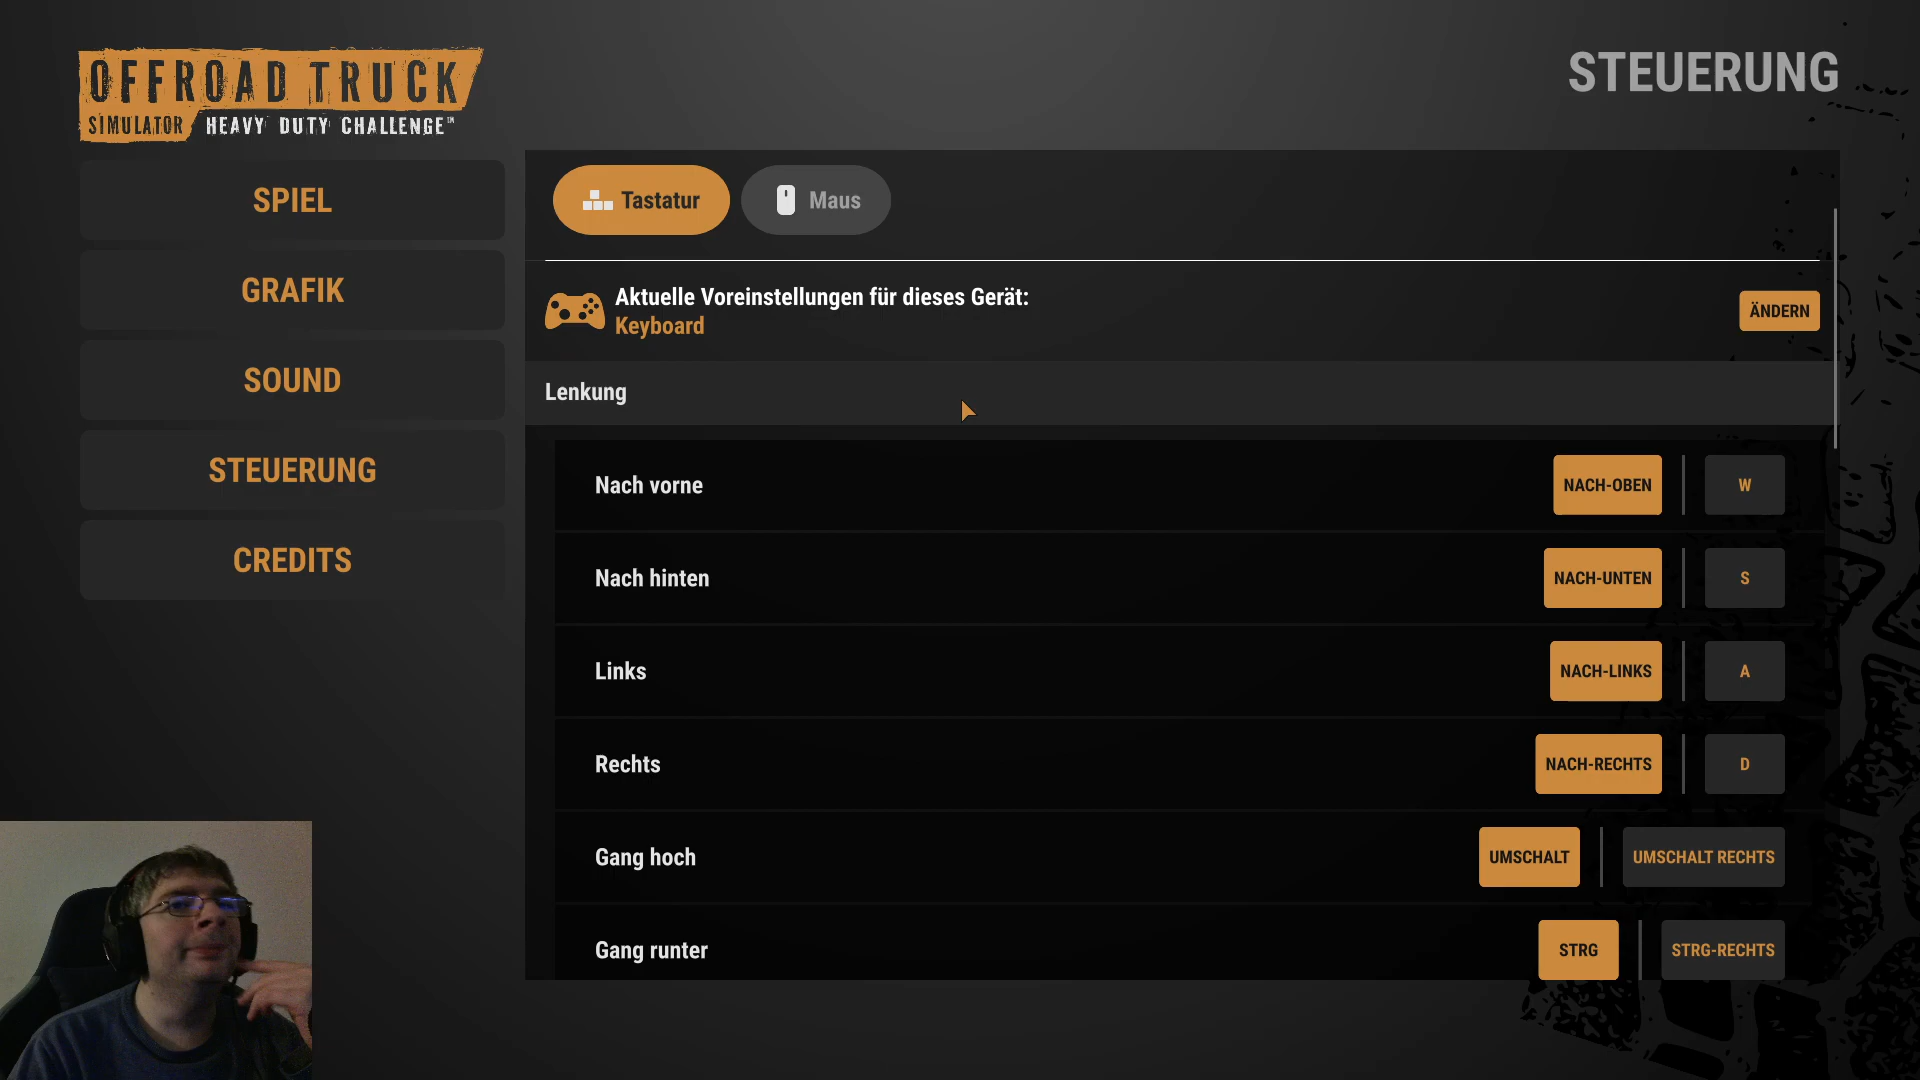 OFFROAD TRUCK
SIMULATOR HEAVY DUTY CHALLENGE™
STEUERUNG
SPIEL
GRAFIK
SOUND
STEUERUNG
CREDITS
Tastatur
Maus
Aktuelle Voreinstellungen für dieses Gerät:
Keyboard
ÄNDERN
Lenkung
Nach vorne NACH-OBEN W
Nach hinten NACH-UNTEN S
Links NACH-LINKS A
Rechts NACH-RECHTS D
Gang hoch UMSCHALT UMSCHALT RECHTS
Gang runter STRG STRG-RECHTS